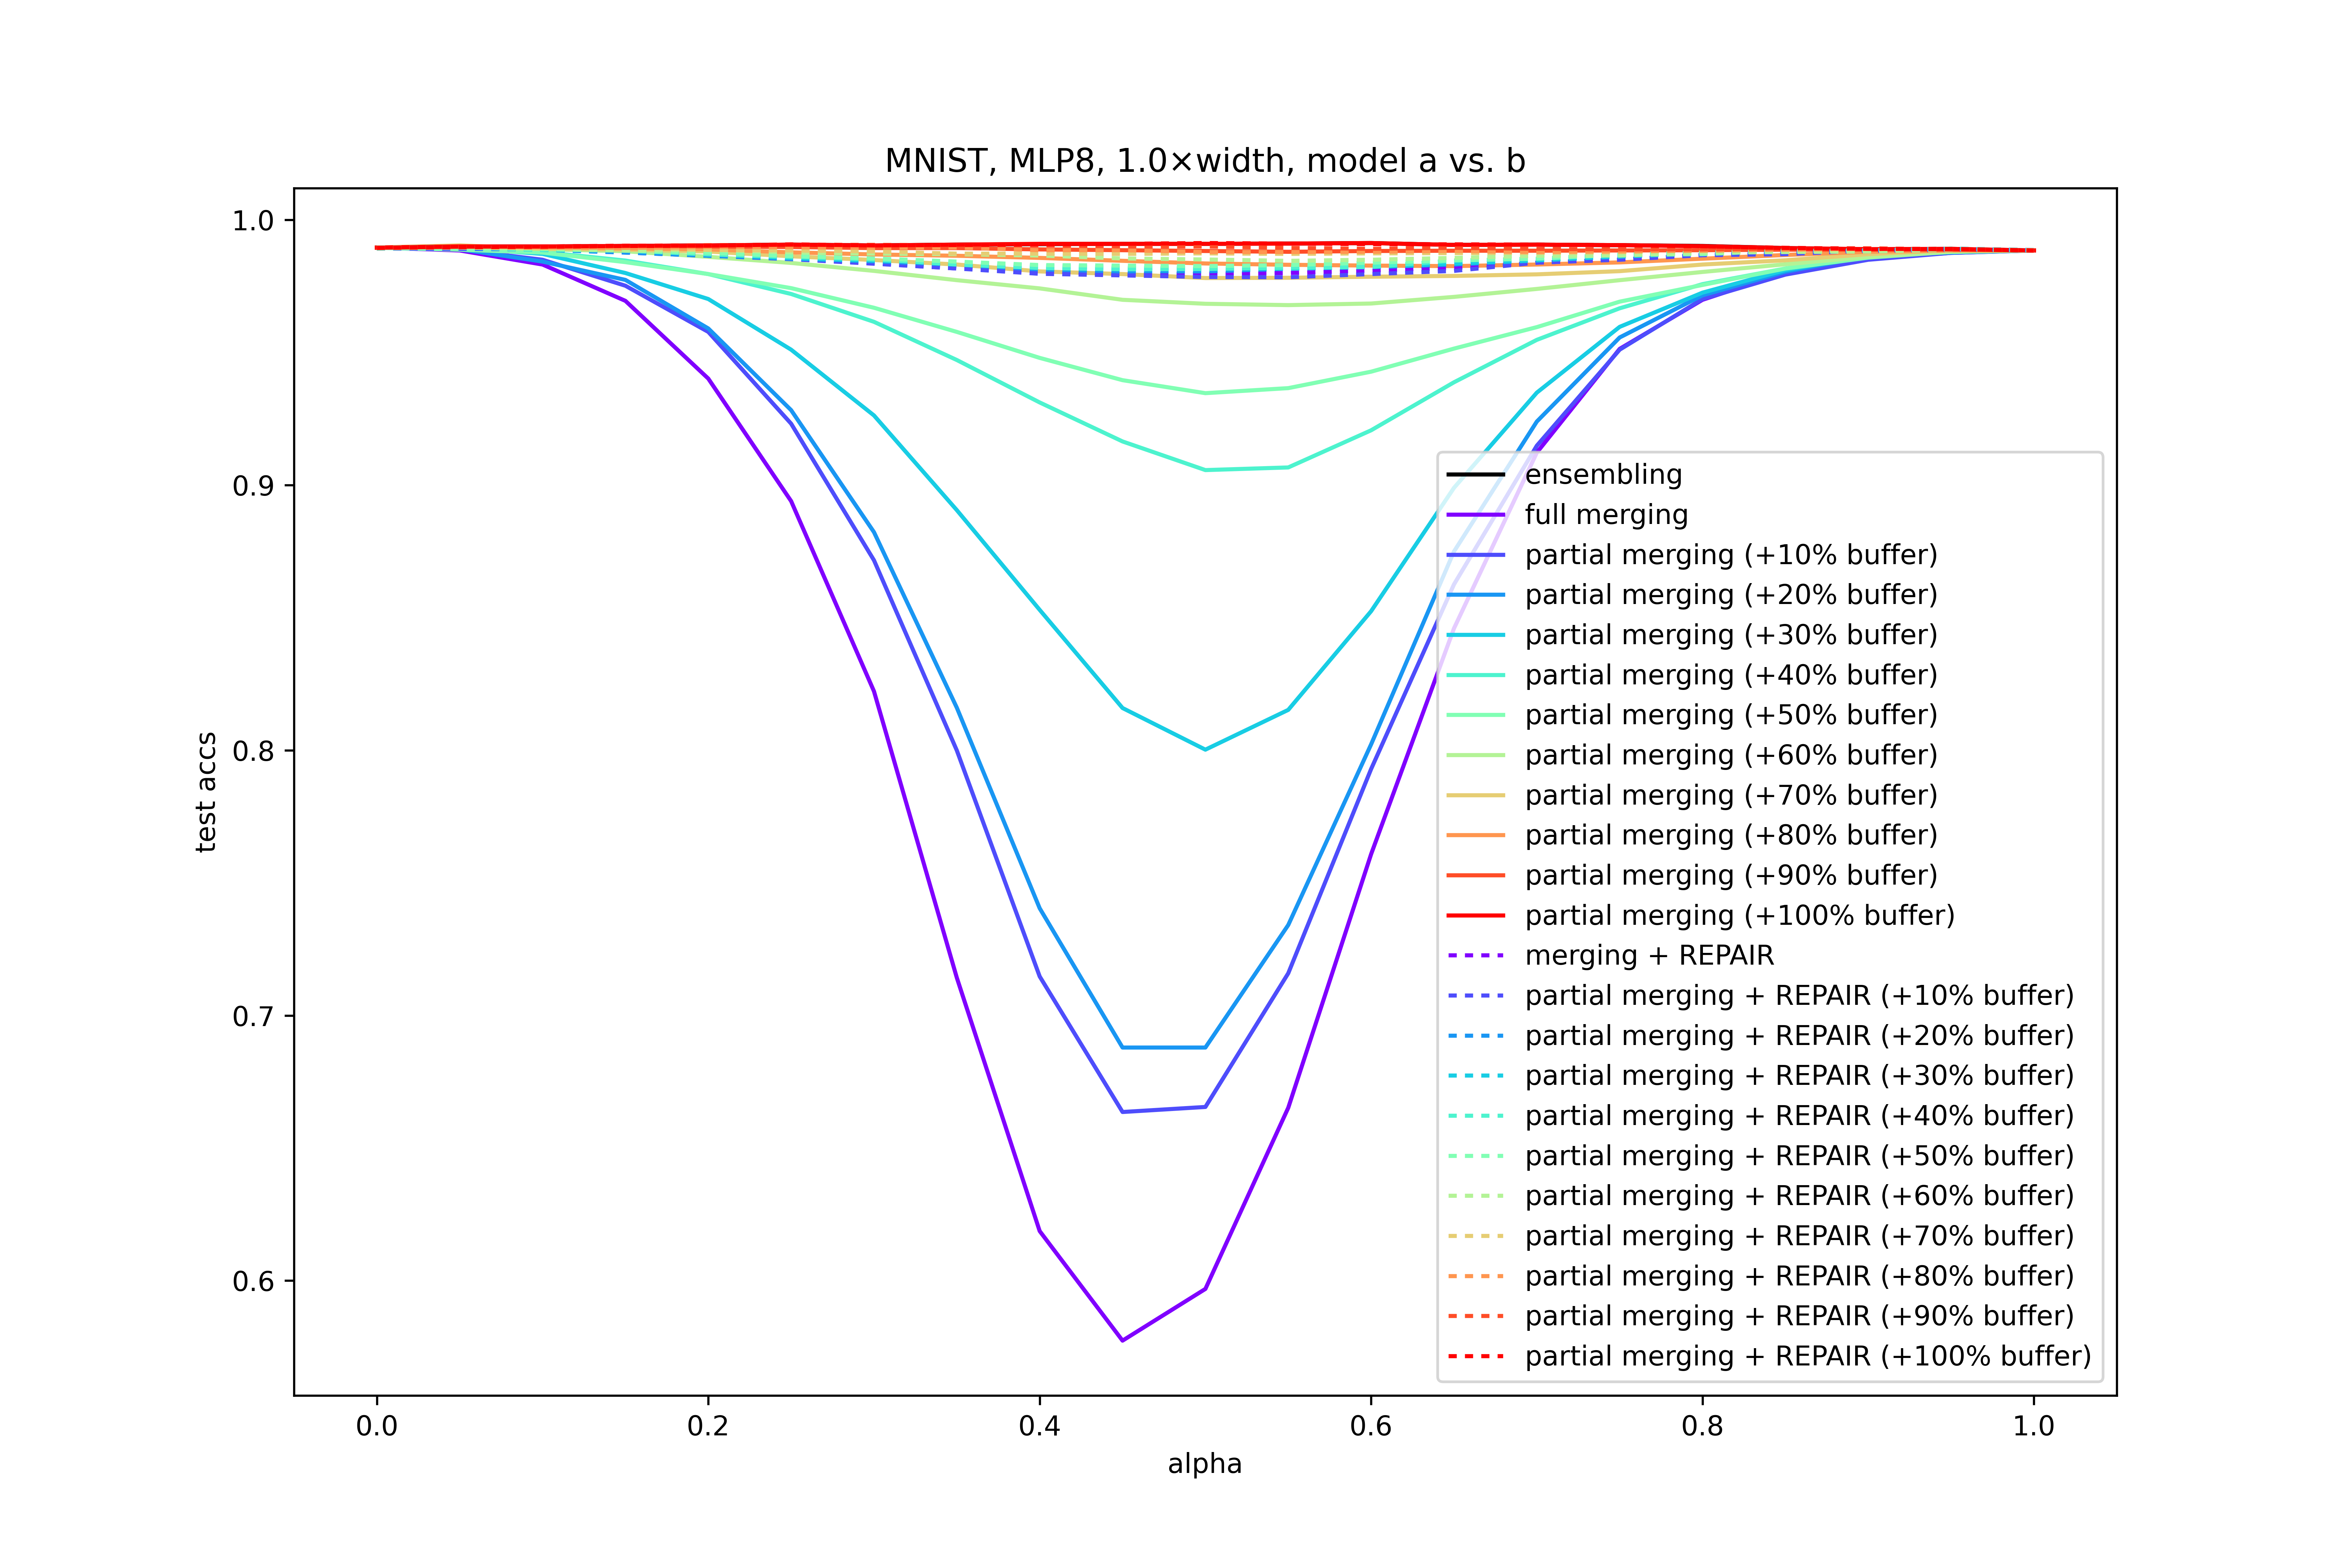 MNIST, MLP8, 1.0×width, model a vs. b
1.0
0.9
0.8
0.7
0.6
test accs
0.0
0.2
0.4
0.6
0.8
1.0
alpha
ensembling
full merging
partial merging (+10% buffer)
partial merging (+20% buffer)
partial merging (+30% buffer)
partial merging (+40% buffer)
partial merging (+50% buffer)
partial merging (+60% buffer)
partial merging (+70% buffer)
partial merging (+80% buffer)
partial merging (+90% buffer)
partial merging (+100% buffer)
merging + REPAIR
partial merging + REPAIR (+10% buffer)
partial merging + REPAIR (+20% buffer)
partial merging + REPAIR (+30% buffer)
partial merging + REPAIR (+40% buffer)
partial merging + REPAIR (+50% buffer)
partial merging + REPAIR (+60% buffer)
partial merging + REPAIR (+70% buffer)
partial merging + REPAIR (+80% buffer)
partial merging + REPAIR (+90% buffer)
partial merging + REPAIR (+100% buffer)